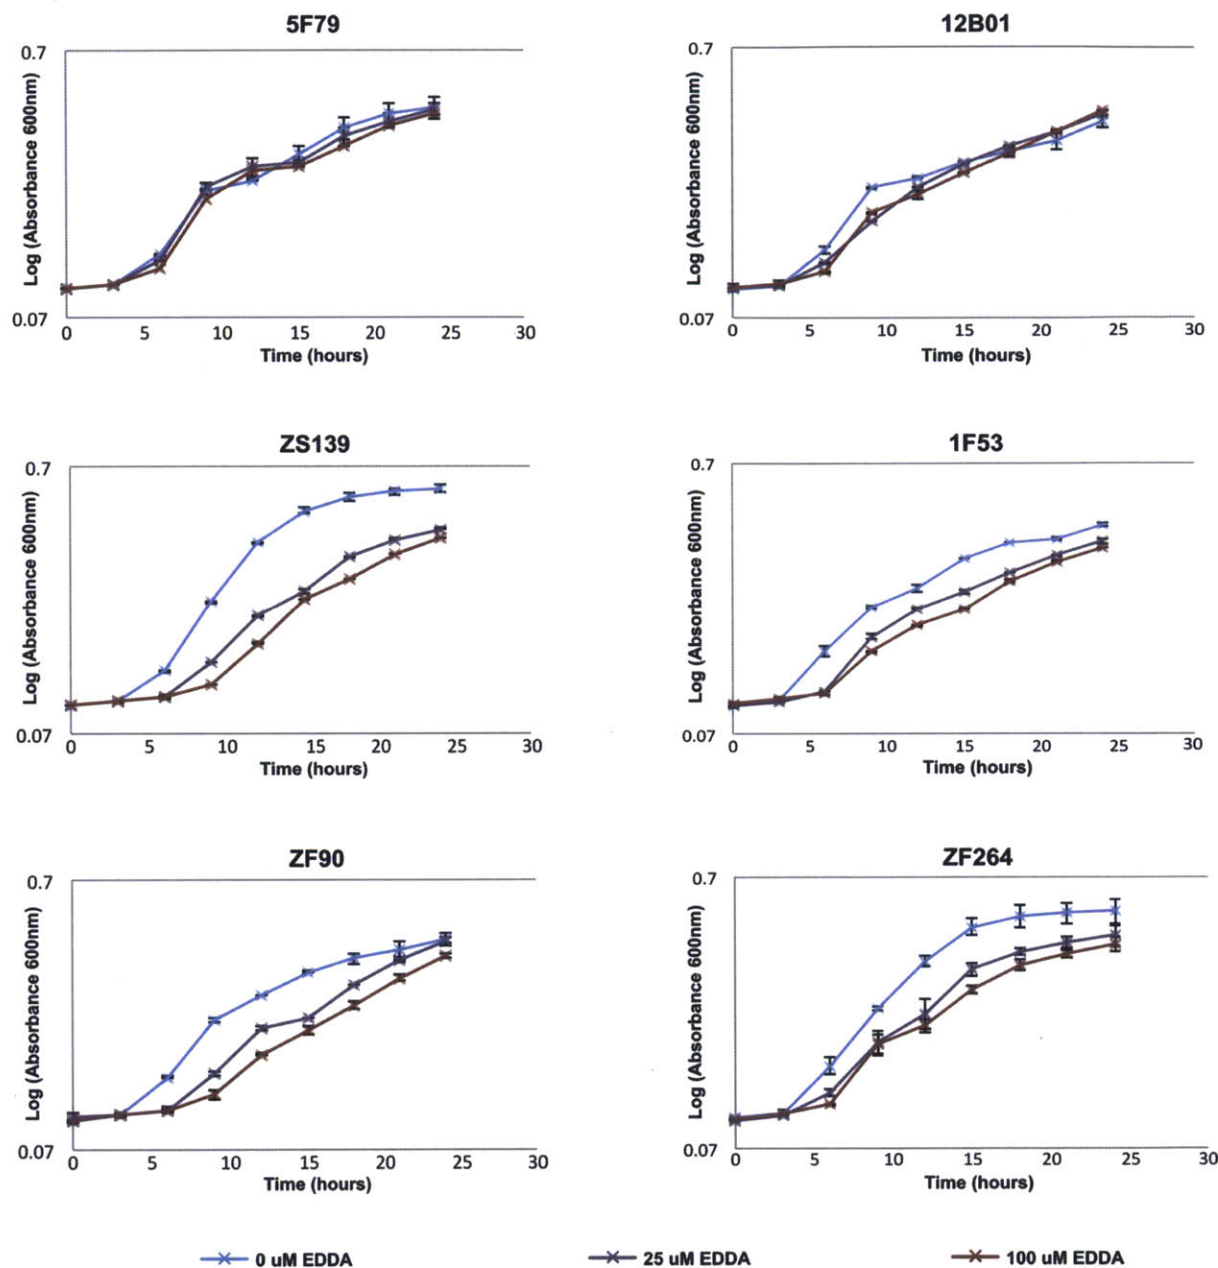 5F79
12B01
0.7
0.7
Log (Absorbance 600nm)
Log (Absorbance 600nm)
0.07
0.07
0 5 10 15 20 25 30
0 5 10 15 20 25 30
Time (hours)
Time (hours)
ZS139
1F53
0.7
0.7
Log (Absorbance 600nm)
Log (Absorbance 600nm)
0.07
0.07
0 5 10 15 20 25 30
0 5 10 15 20 25 30
Time (hours)
Time (hours)
ZF90
ZF264
0.7
0.7
Log (Absorbance 600nm)
Log (Absorbance 600nm)
0.07
0.07
0 5 10 15 20 25 30
0 5 10 15 20 25 30
Time (hours)
Time (hours)
0 uM EDDA
25 uM EDDA
100 uM EDDA